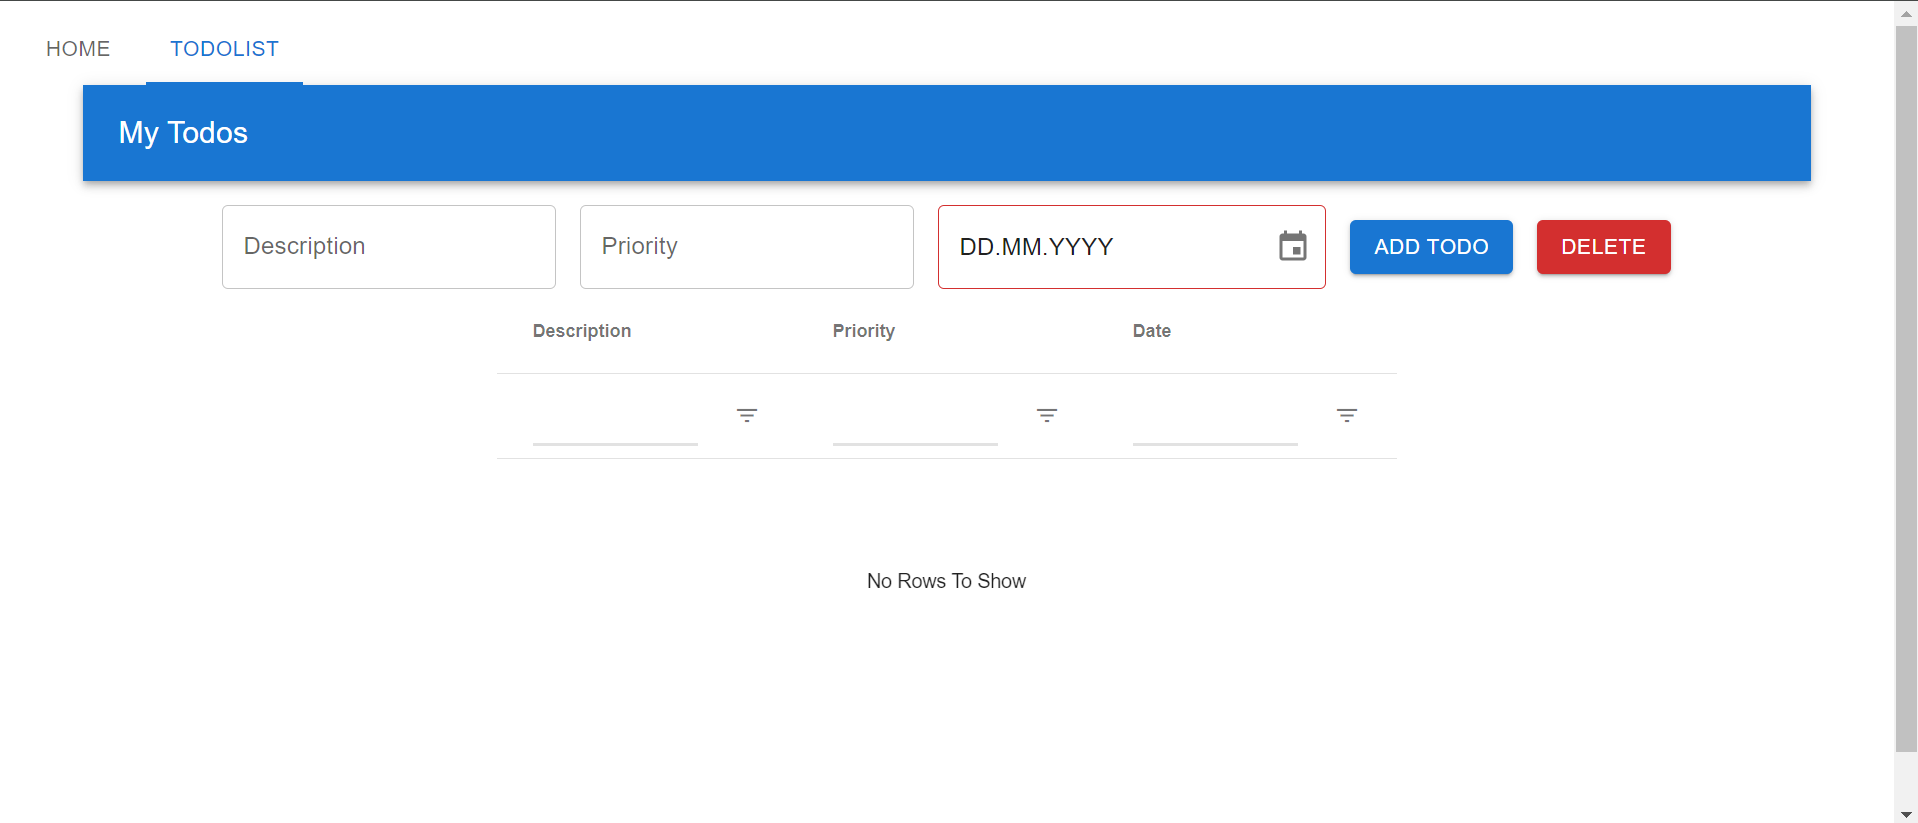 HOME TODOLIST
My Todos
Description Priority DD.MM.YYYY ADD TODO DELETE
Description Priority Date
No Rows To Show